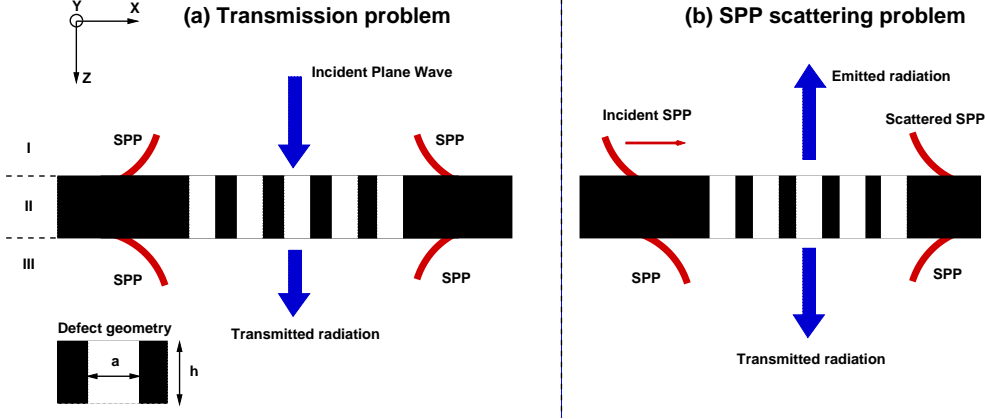 (a) Transmission problem
(b) SPP scattering problem
Y
X
Z
Incident Plane Wave
SPP
SPP
I
II
III
SPP
SPP
Transmitted radiation
Defect geometry
a
h
Emitted radiation
Incident SPP
Scattered SPP
SPP
SPP
Transmitted radiation